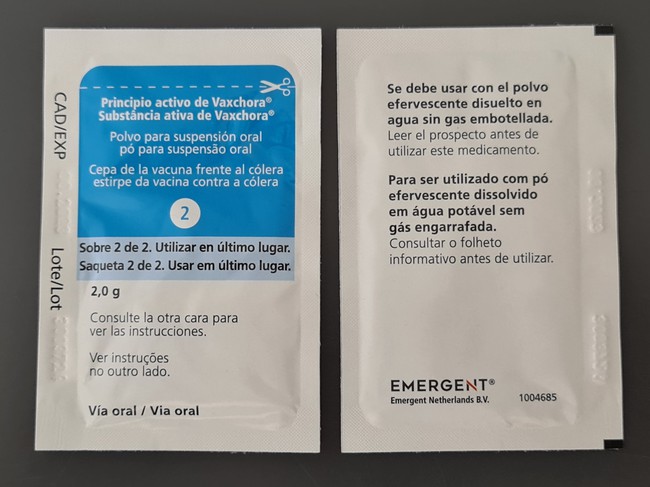 CAD/EXP
Lote/Lot
Principio activo de Vaxchora®
Substância ativa de Vaxchora®
Polvo para suspensión oral
pó para suspensão oral
Cepa de la vacuna frente al cólera
estirpe da vacina contra a cólera
2
Sobre 2 de 2. Utilizar en último lugar.
Saqueta 2 de 2. Usar em último lugar.
2,0 g
Consulte la otra cara para
ver las instrucciones.
Ver instruções
no outro lado.
Vía oral / Via oral
Se debe usar con el polvo
efervescente disuelto en
agua sin gas embotellada.
Leer el prospecto antes de
utilizar este medicamento.
Para ser utilizado com pó
efervescente dissolvido
em água potável sem
gás engarrafada.
Consultar o folheto
informativo antes de utilizar.
EMERGENT®
Emergent Netherlands B.V.
1004685